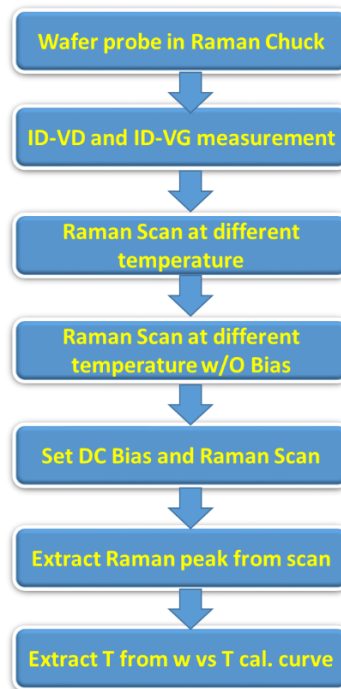 Wafer probe in Raman Chuck
ID-VD and ID-VG measurement
Raman Scan at different
temperature
Raman Scan at different
temperature w/O Bias
Set DC Bias and Raman Scan
Extract Raman peak from scan
Extract T from w vs T cal. curve